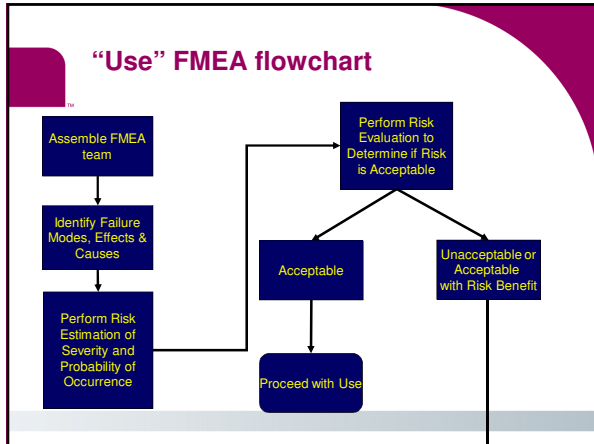 “Use” FMEA flowchart
™
Assemble FMEA
team
Identify Failure
Modes, Effects &
Causes
Perform Risk
Estimation of
Severity and
Probability of
Occurrence
Perform Risk
Evaluation to
Determine if Risk
is Acceptable
Acceptable
Unacceptable or
Acceptable
with Risk Benefit
Proceed with Use